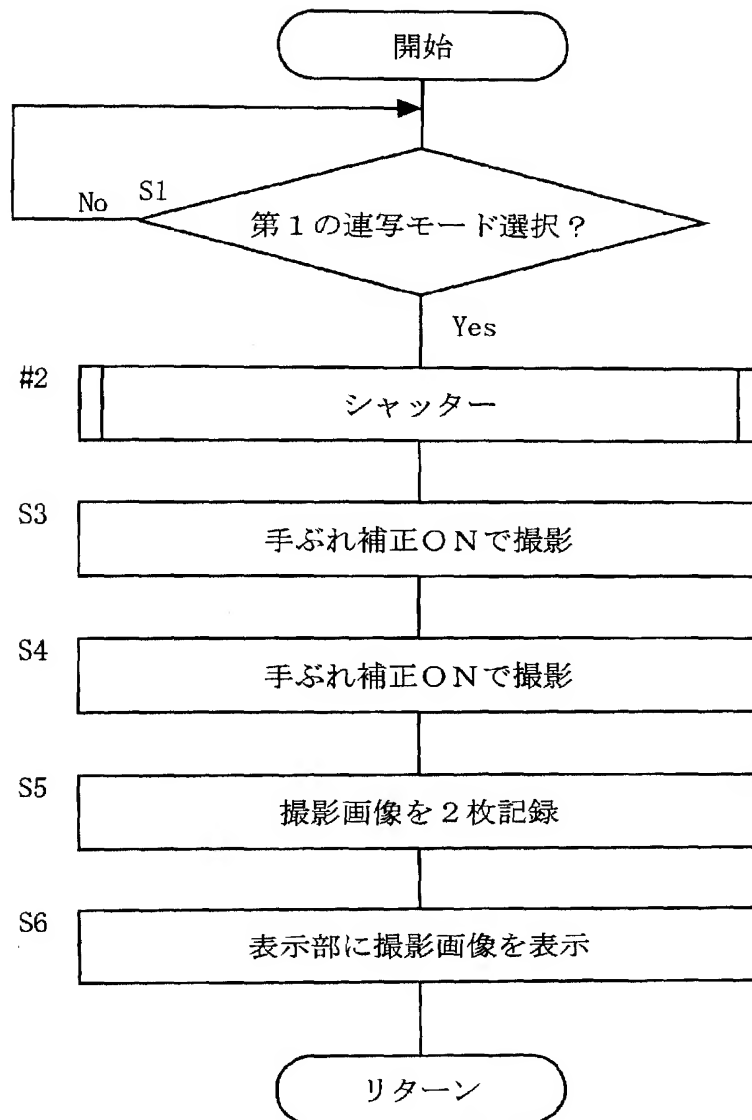 開始
No S1
第1の連写モード選択？
Yes
#2
シャッター
S3
手ぶれ補正ONで撮影
S4
手ぶれ補正ONで撮影
S5
撮影画像を2枚記録
S6
表示部に撮影画像を表示
リターン